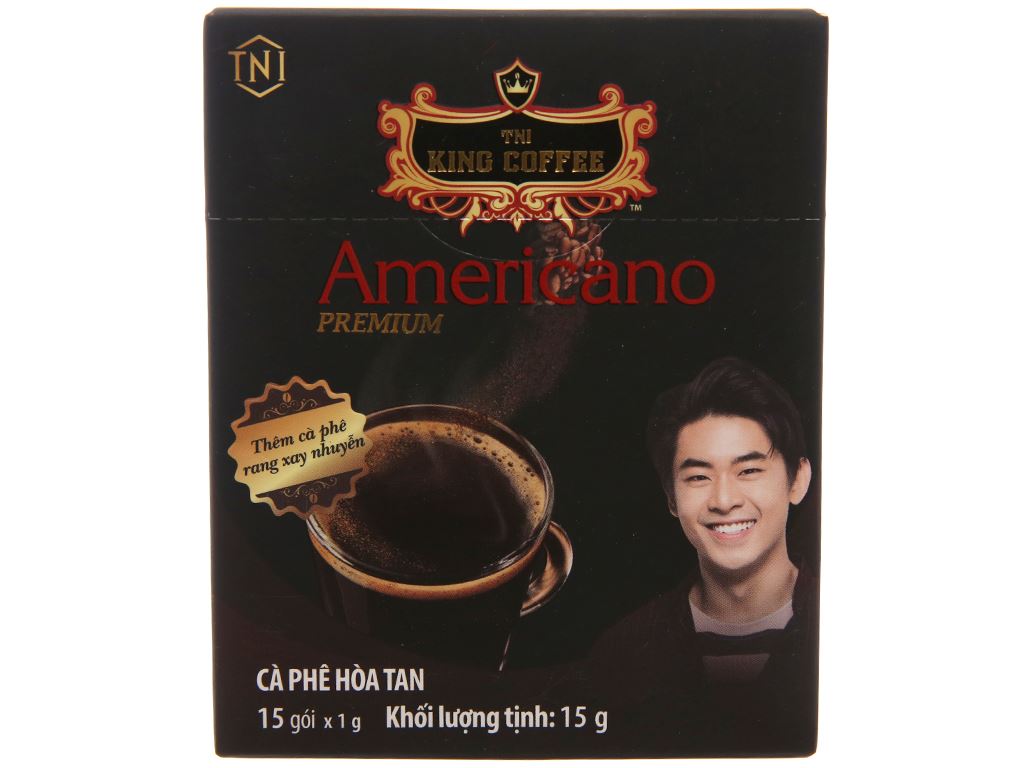 TNI
TNI
KING COFFEE
TM
Americano
PREMIUM
Thêm cà phê
rang xay nhuyễn
CÀ PHÊ HÒA TAN
15 gói x 1 g Khối lượng tịnh: 15 g